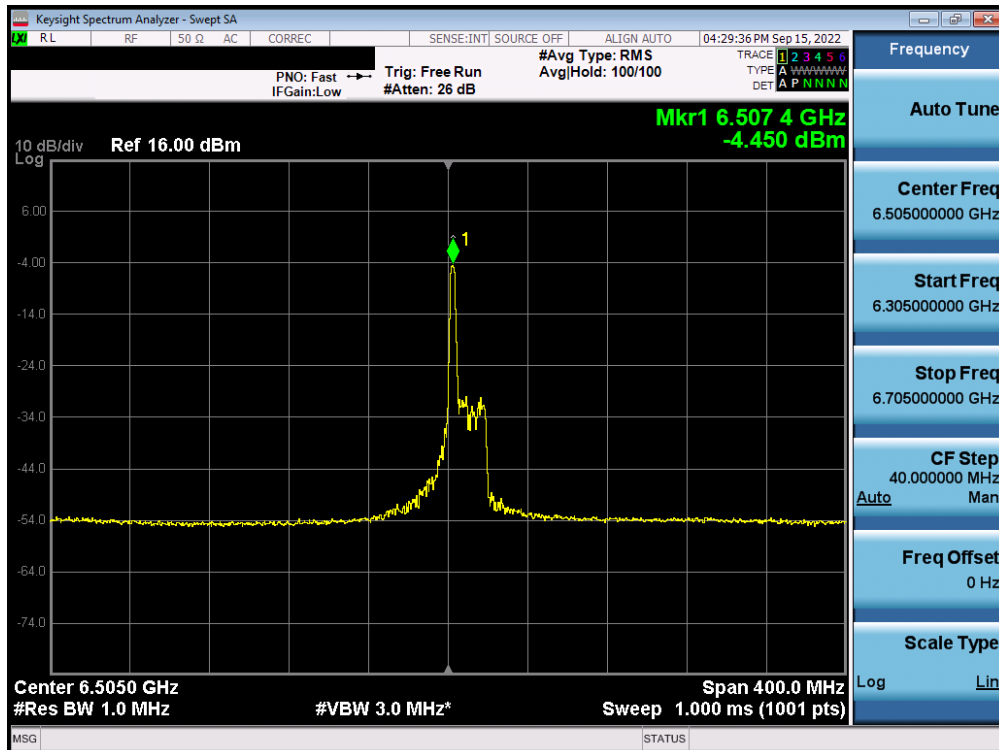 Keysight Spectrum Analyzer - Swept SA
LXI RL RF 50 Ω AC CORREC SENSE:INT SOURCE OFF ALIGN AUTO 04:29:36 PM Sep 15, 2022
PNO: Fast
IFGain:Low
Trig: Free Run
#Atten: 26 dB
#Avg Type: RMS
Avg|Hold: 100/100
TRACE 1 2 3 4 5 6
TYPE A WWWWW
DET A P N N N N
Mkr1 6.507 4 GHz
-4.450 dBm
10 dB/div Ref 16.00 dBm
Log
6.00
-4.00
-14.0
-24.0
-34.0
-44.0
-54.0
-64.0
-74.0
1
Center 6.5050 GHz Span 400.0 MHz
#Res BW 1.0 MHz #VBW 3.0 MHz* Sweep 1.000 ms (1001 pts)
MSG STATUS
Frequency
Auto Tune
Center Freq
6.505000000 GHz
Start Freq
6.305000000 GHz
Stop Freq
6.705000000 GHz
CF Step
40.000000 MHz
Auto Man
Freq Offset
0 Hz
Scale Type
Log Lin